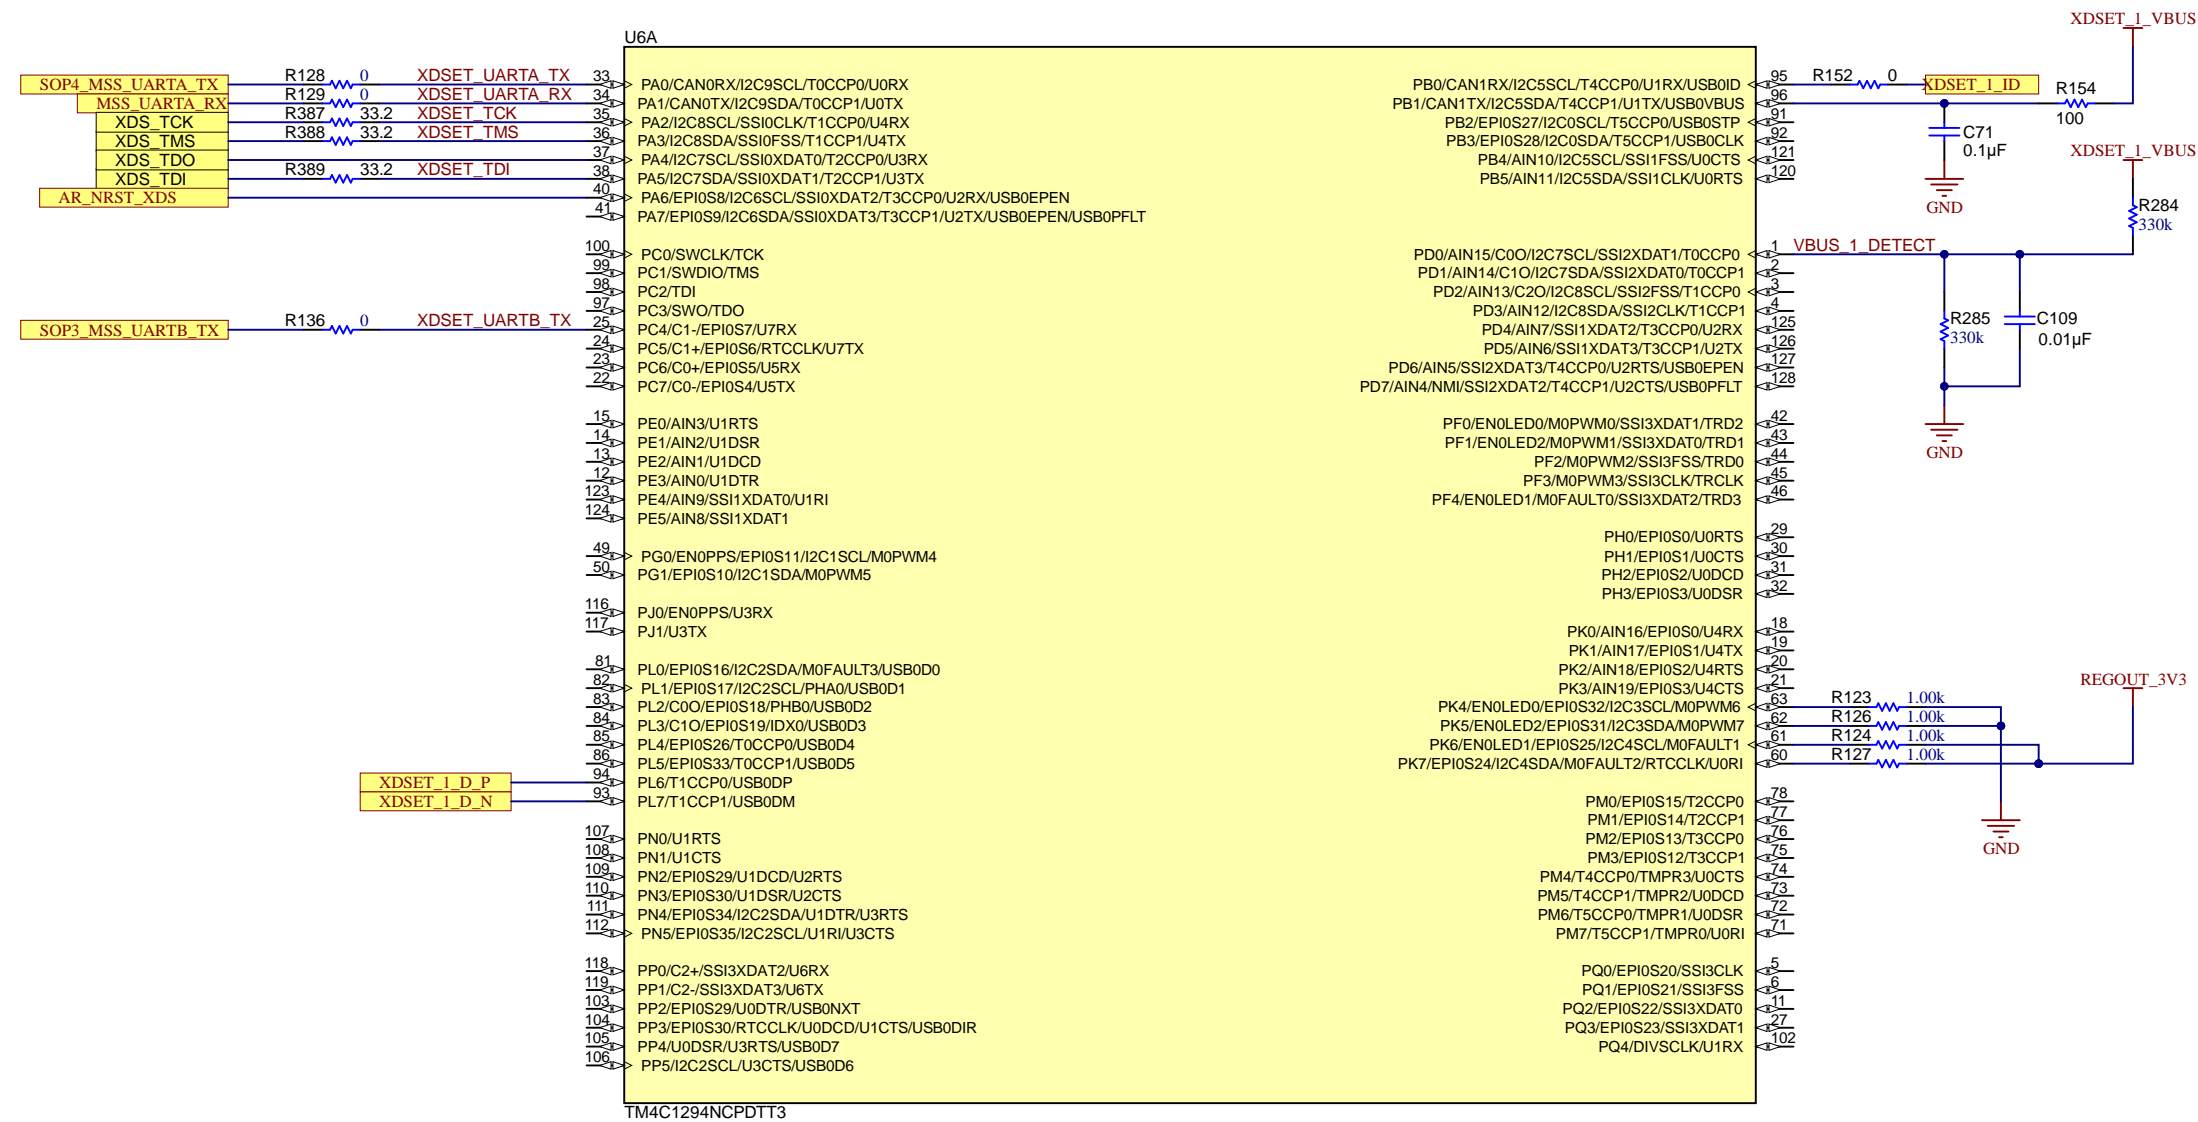 U6A
SOP4_MSS_UARTA_TX R128 0 XDSET_UARTA_TX 33 PA0/CAN0RX/I2C9SCL/T0CCP0/U0RX
MSS_UARTA_RX R129 0 XDSET_UARTA_RX 34 PA1/CAN0TX/I2C9SDA/T0CCP1/U0TX
XDS_TCK R387 33.2 XDSET_TCK 35 PA2/I2C8SCL/SSI0CLK/T1CCP0/U4RX
XDS_TMS R388 33.2 XDSET_TMS 36 PA3/I2C8SDA/SSI0FSS/T1CCP1/U4TX
XDS_TDO 37 PA4/I2C7SCL/SSI0XDAT0/T2CCP0/U3RX
XDS_TDI R389 33.2 XDSET_TDI 38 PA5/I2C7SDA/SSI0XDAT1/T2CCP1/U3TX
AR_NRST_XDS 40 PA6/EPI0S8/I2C6SCL/SSI0XDAT2/T3CCP0/U2RX/USB0EPEN
41 PA7/EPI0S9/I2C6SDA/SSI0XDAT3/T3CCP1/U2TX/USB0EPEN/USB0PFLT
100 PC0/SWCLK/TCK
99 PC1/SWDIO/TMS
98 PC2/TDI
97 PC3/SWO/TDO
SOP3_MSS_UARTB_TX R136 0 XDSET_UARTB_TX 25 PC4/C1-/EPI0S7/U7RX
24 PC5/C1+/EPI0S6/RTCCLK/U7TX
23 PC6/C0+/EPI0S5/U5RX
22 PC7/C0-/EPI0S4/U5TX
15 PE0/AIN3/U1RTS
14 PE1/AIN2/U1DSR
13 PE2/AIN1/U1DCD
12 PE3/AIN0/U1DTR
123 PE4/AIN9/SSI1XDAT0/U1RI
124 PE5/AIN8/SSI1XDAT1
49 PG0/EN0PPS/EPI0S11/I2C1SCL/M0PWM4
50 PG1/EPI0S10/I2C1SDA/M0PWM5
116 PJ0/EN0PPS/U3RX
117 PJ1/U3TX
81 PL0/EPI0S16/I2C2SDA/M0FAULT3/USB0D0
82 PL1/EPI0S17/I2C2SCL/PHA0/USB0D1
83 PL2/C0O/EPI0S18/PHB0/USB0D2
84 PL3/C1O/EPI0S19/IDX0/USB0D3
85 PL4/EPI0S26/T0CCP0/USB0D4
86 PL5/EPI0S33/T0CCP1/USB0D5
XDSET_1_D_P 94 PL6/T1CCP0/USB0DP
XDSET_1_D_N 93 PL7/T1CCP1/USB0DM
107 PN0/U1RTS
108 PN1/U1CTS
109 PN2/EPI0S29/U1DCD/U2RTS
110 PN3/EPI0S30/U1DSR/U2CTS
111 PN4/EPI0S34/I2C2SDA/U1DTR/U3RTS
112 PN5/EPI0S35/I2C2SCL/U1RI/U3CTS
118 PP0/C2+/SSI3XDAT2/U6RX
119 PP1/C2-/SSI3XDAT3/U6TX
103 PP2/EPI0S29/U0DTR/USB0NXT
104 PP3/EPI0S30/RTCCLK/U0DCD/U1CTS/USB0DIR
105 PP4/U0DSR/U3RTS/USB0D7
106 PP5/I2C2SCL/U3CTS/USB0D6
TM4C1294NCPDTT3
XDSET_1_VBUS
PB0/CAN1RX/I2C5SCL/T4CCP0/U1RX/USB0ID 95 R152 0 XDSET_1_ID
PB1/CAN1TX/I2C5SDA/T4CCP1/U1TX/USB0VBUS 96 R154
100
PB2/EPI0S27/I2C0SCL/T5CCP0/USB0STP 91
PB3/EPI0S28/I2C0SDA/T5CCP1/USB0CLK 92
C71
0.1µF
PB4/AIN10/I2C5SCL/SSI1FSS/U0CTS 121
PB5/AIN11/I2C5SDA/SSI1CLK/U0RTS 120
GND
XDSET_1_VBUS
R284
330k
PD0/AIN15/C0O/I2C7SCL/SSI2XDAT1/T0CCP0 1 VBUS_1_DETECT
PD1/AIN14/C1O/I2C7SDA/SSI2XDAT0/T0CCP1 2
PD2/AIN13/C2O/I2C8SCL/SSI2FSS/T1CCP0 3
PD3/AIN12/I2C8SDA/SSI2CLK/T1CCP1 4
PD4/AIN7/SSI1XDAT2/T3CCP0/U2RX 125
PD5/AIN6/SSI1XDAT3/T3CCP1/U2TX 126
PD6/AIN5/SSI2XDAT3/T4CCP0/U2RTS/USB0EPEN 127
PD7/AIN4/NMI/SSI2XDAT2/T4CCP1/U2CTS/USB0PFLT 128
R285
330k
C109
0.01µF
GND
PF0/EN0LED0/M0PWM0/SSI3XDAT1/TRD2 42
PF1/EN0LED2/M0PWM1/SSI3XDAT0/TRD1 43
PF2/M0PWM2/SSI3FSS/TRD0 44
PF3/M0PWM3/SSI3CLK/TRCLK 45
PF4/EN0LED1/M0FAULT0/SSI3XDAT2/TRD3 46
PH0/EPI0S0/U0RTS 29
PH1/EPI0S1/U0CTS 30
PH2/EPI0S2/U0DCD 31
PH3/EPI0S3/U0DSR 32
PK0/AIN16/EPI0S0/U4RX 18
PK1/AIN17/EPI0S1/U4TX 19
PK2/AIN18/EPI0S2/U4RTS 20
PK3/AIN19/EPI0S3/U4CTS 21
REGOUT_3V3
PK4/EN0LED0/EPI0S32/I2C3SCL/M0PWM6 63 R123 1.00k
PK5/EN0LED2/EPI0S31/I2C3SDA/M0PWM7 62 R126 1.00k
PK6/EN0LED1/EPI0S25/I2C4SCL/M0FAULT1 61 R124 1.00k
PK7/EPI0S24/I2C4SDA/M0FAULT2/RTCCLK/U0RI 60 R127 1.00k
GND
PM0/EPI0S15/T2CCP0 78
PM1/EPI0S14/T2CCP1 77
PM2/EPI0S13/T3CCP0 76
PM3/EPI0S12/T3CCP1 75
PM4/T4CCP0/TMPR3/U0CTS 74
PM5/T4CCP1/TMPR2/U0DCD 73
PM6/T5CCP0/TMPR1/U0DSR 72
PM7/T5CCP1/TMPR0/U0RI 71
PQ0/EPI0S20/SSI3CLK 5
PQ1/EPI0S21/SSI3FSS 6
PQ2/EPI0S22/SSI3XDAT0 11
PQ3/EPI0S23/SSI3XDAT1 27
PQ4/DIVSCLK/U1RX 102